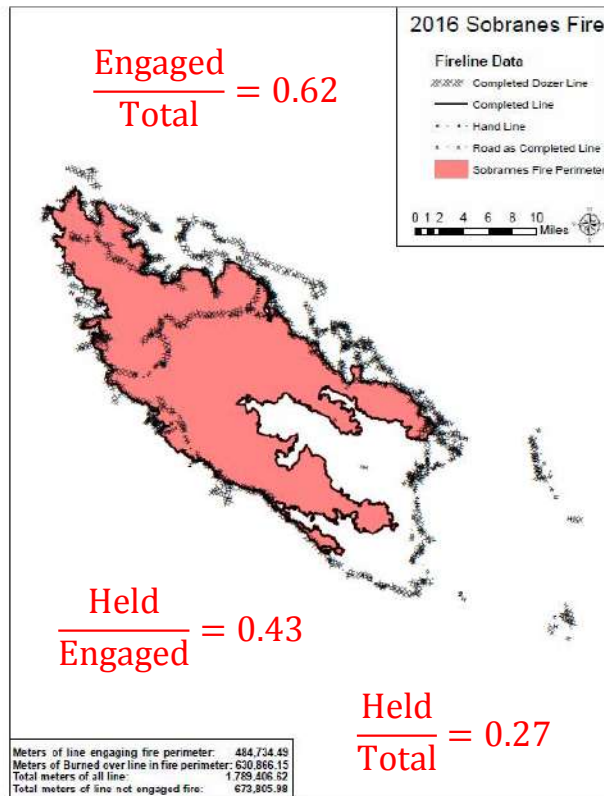 2016 Sobranes Fire
Fireline Data
Completed Dozer Line
Completed Line
Hand Line
Road as Completed Line
Sobrannes Fire Perimeter
0 1 2 4 6 8 10
Miles
Engaged
Total
= 0.62
Held
Engaged
= 0.43
Held
Total
= 0.27
Meters of line engaging fire perimeter: 484,734.49
Meters of Burned over line in fire perimeter: 630,866.15
Total meters of all line: 1,789,406.62
Total meters of line not engaged fire: 673,805.98